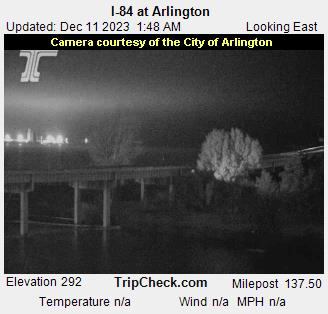 I-84 at Arlington
Updated: Dec 11 2023 1:48 AM Looking East
Camera courtesy of the City of Arlington
Elevation 292 TripCheck.com Milepost 137.50
Temperature n/a Wind n/a MPH n/a